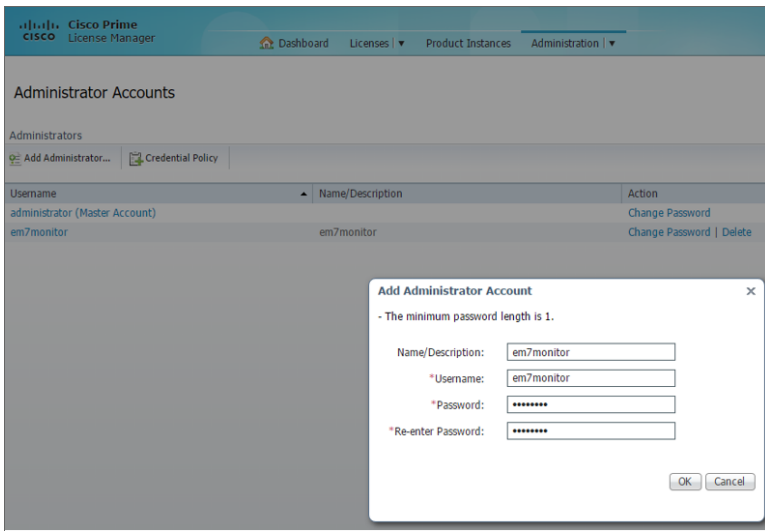 Cisco Prime
CISCO License Manager
Dashboard Licenses | ▼ Product Instances Administration | ▼
Administrator Accounts
Administrators
Add Administrator... Credential Policy
Username Name/Description Action
administrator (Master Account) Change Password
em7monitor em7monitor Change Password | Delete
Add Administrator Account
- The minimum password length is 1.
Name/Description: em7monitor
*Username: em7monitor
*Password: ••••••••
*Re-enter Password: ••••••••
OK Cancel